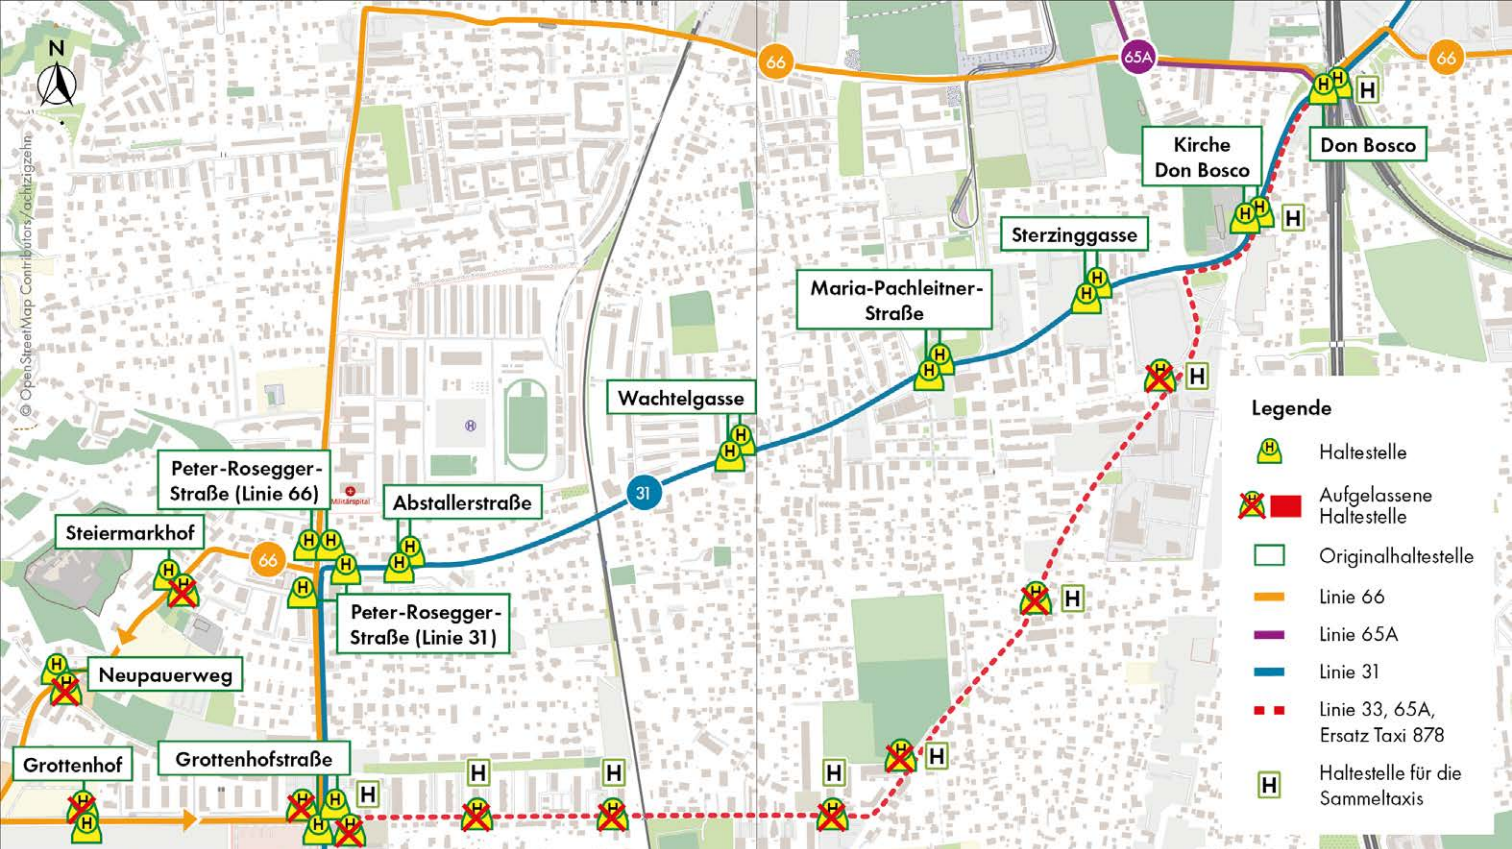 N
66
65A
66
H
Kirche
Don Bosco
Don Bosco
H
Sterzinggasse
Maria-Pachleitner-
Straße
H
Wachtelgasse
31
Peter-Rosegger-
Straße (Linie 66)
Militärspital
Abstallerstraße
Steiermarkhof
66
Peter-Rosegger-
Straße (Linie 31)
H
Neupauerweg
Grottenhof
Grottenhofstraße
H
H
H
H
H
© OpenStreetMap Contributors/achtzigzehn
Legende
Haltestelle
Aufgelassene
Haltestelle
Originalhaltestelle
Linie 66
Linie 65A
Linie 31
Linie 33, 65A,
Ersatz Taxi 878
H
Haltestelle für die
Sammeltaxis